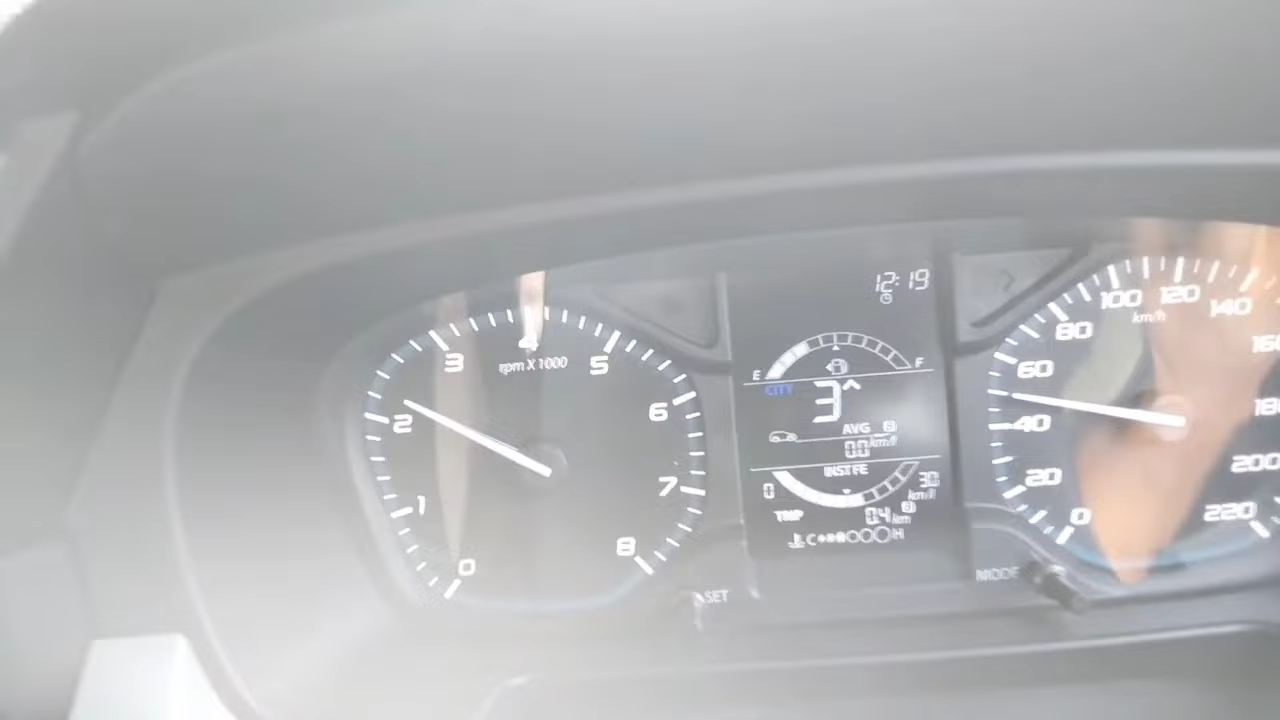 12:19
E F
CITY
3^
AVG B
0.0 km/l
INST FE
0 30
km/l
TRIP B
0.4 km
C H
0
1
2
3
4
5
6
7
8
rpm X 1000
0
20
40
60
80
100
120
140
200
220
km/h
SET
MODE